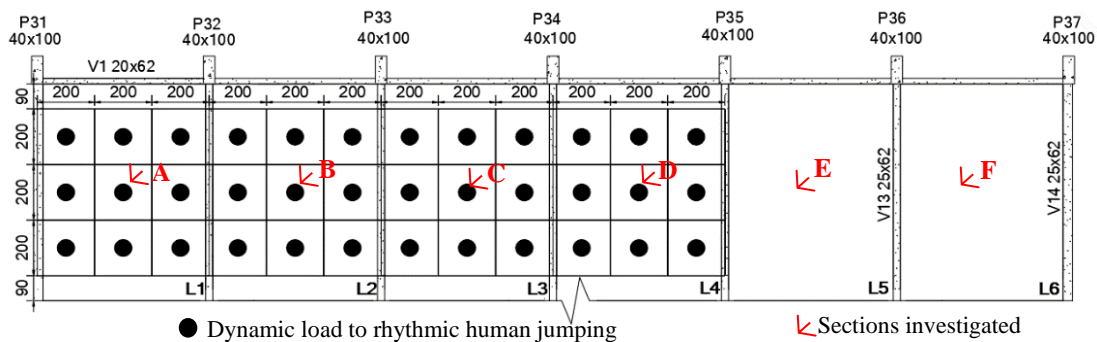 P31 P32 P33 P34 P35 P36 P37
40x100 40x100 40x100 40x100 40x100 40x100 40x100
V1 20x62
200 200 200 200 200 200 200 200 200 200 200 200
90
200
200
200
90
A B C D E F
V13 25x62
V14 25x62
L1 L2 L3 L4 L5 L6
Dynamic load to rhythmic human jumping
Sections investigated